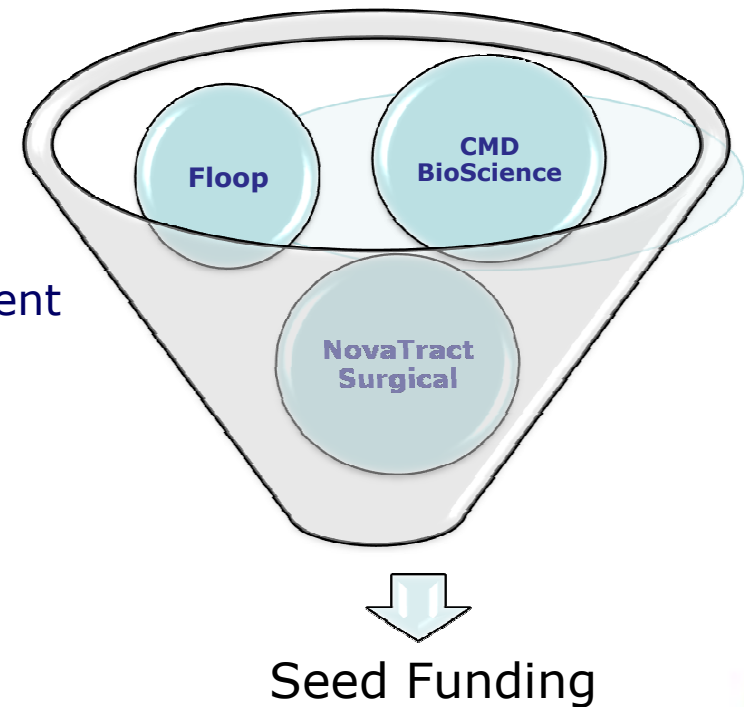 Floop
CMD
BioScience
ent
NovaTract
Surgical
Seed Funding